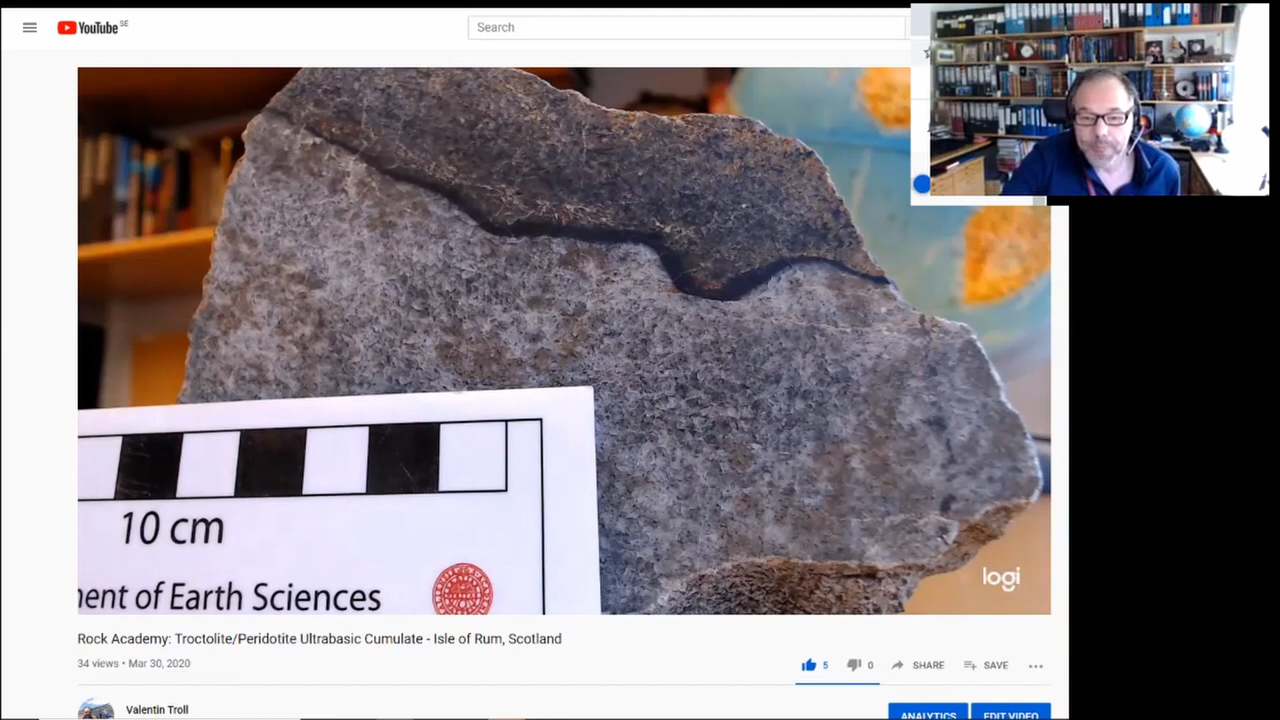 YouTube SE
Search
10 cm
nent of Earth Sciences
logi
Rock Academy: Troctolite/Peridotite Ultrabasic Cumulate - Isle of Rum, Scotland
34 views • Mar 30, 2020
5
0
SHARE
SAVE
Valentin Troll
ANALYTICS
EDIT VIDEO